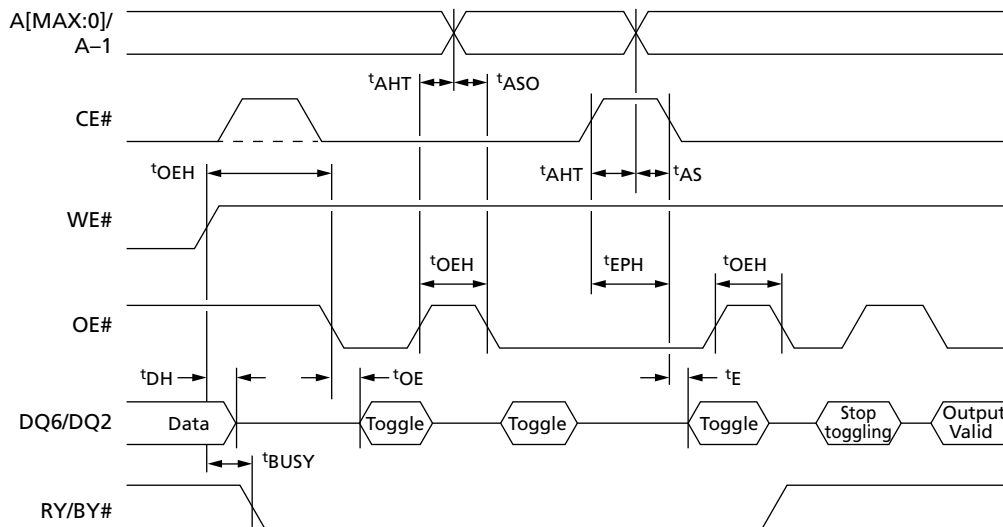 A[MAX:0]/
A–1
tAHT
tASO
CE#
tOEH
tAHT
tAS
WE#
tOEH
tEPH
tOEH
OE#
tDH
tOE
tE
DQ6/DQ2
Data
Toggle
Toggle
Toggle
Stop
toggling
Output
Valid
tBUSY
RY/BY#